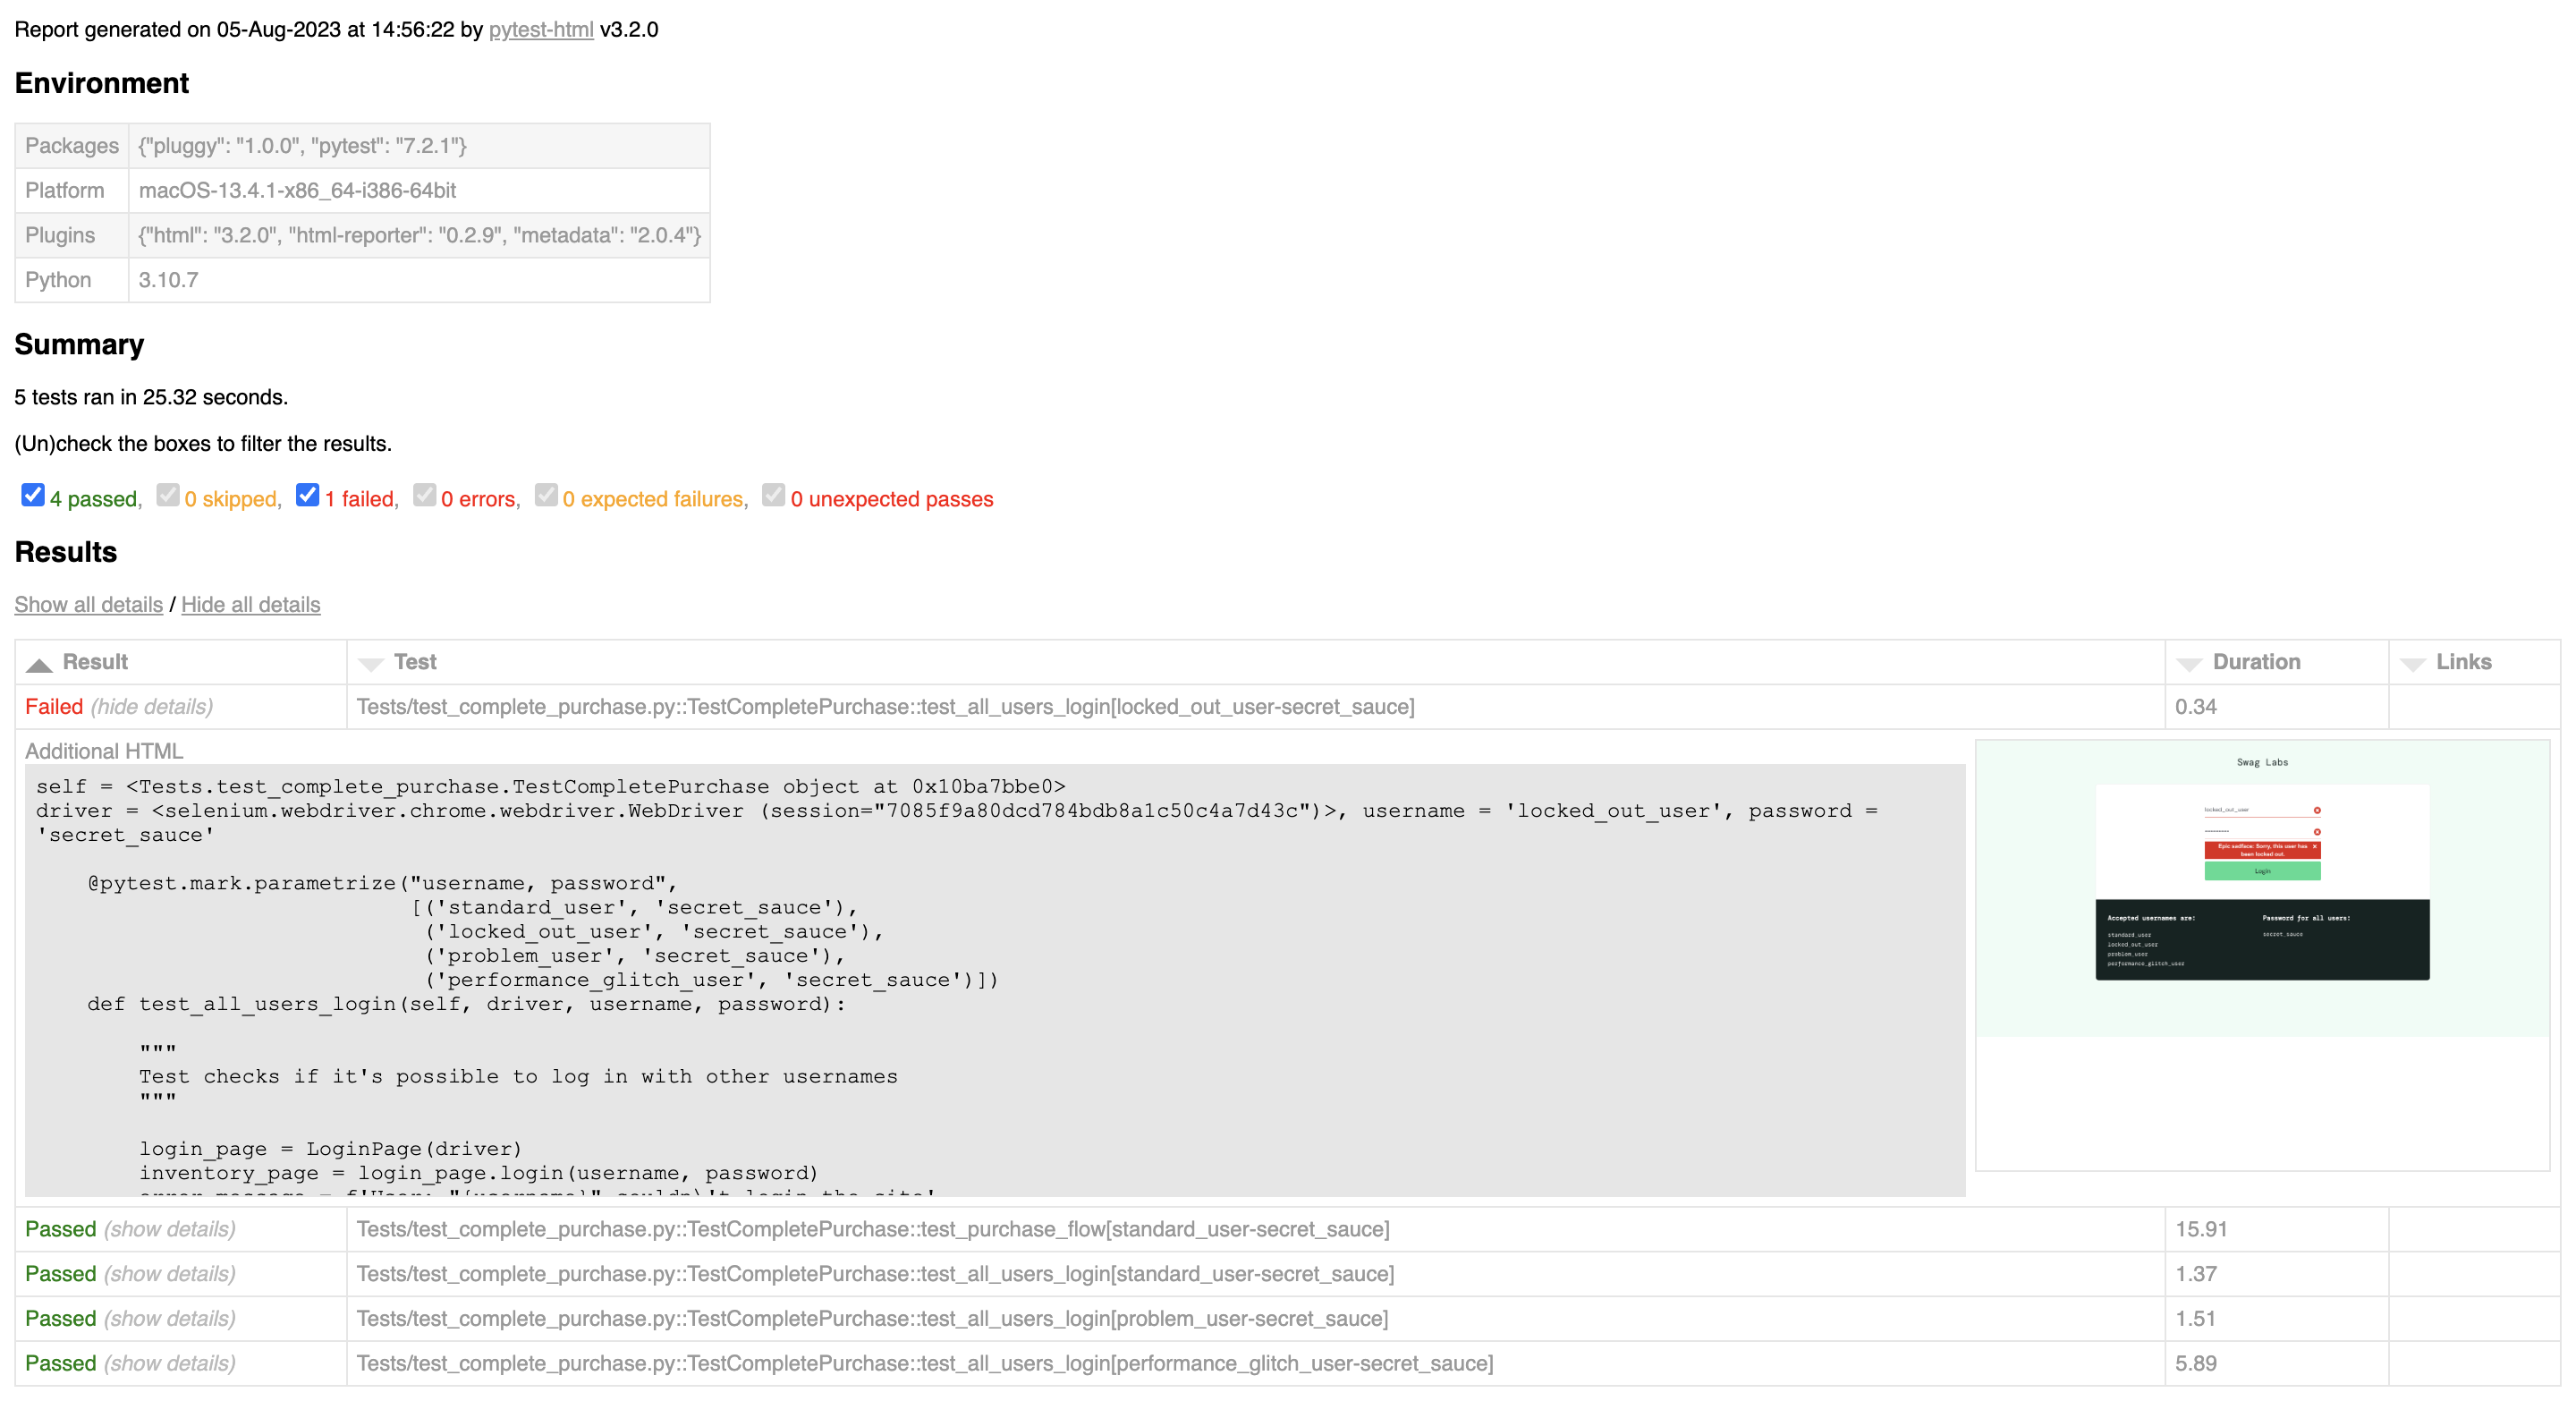 Report generated on 05-Aug-2023 at 14:56:22 by pytest-html v3.2.0
Environment
Packages {"pluggy": "1.0.0", "pytest": "7.2.1"}
Platform macOS-13.4.1-x86_64-i386-64bit
Plugins {"html": "3.2.0", "html-reporter": "0.2.9", "metadata": "2.0.4"}
Python 3.10.7
Summary
5 tests ran in 25.32 seconds.
(Un)check the boxes to filter the results.
4 passed, 0 skipped, 1 failed, 0 errors, 0 expected failures, 0 unexpected passes
Results
Show all details / Hide all details
Result Test Duration Links
Failed (hide details) Tests/test_complete_purchase.py::TestCompletePurchase::test_all_users_login[locked_out_user-secret_sauce] 0.34
Additional HTML
self = <Tests.test_complete_purchase.TestCompletePurchase object at 0x10ba7bbe0>
driver = <selenium.webdriver.chrome.webdriver.WebDriver (session="7085f9a80dcd784bdb8a1c50c4a7d43c")>, username = 'locked_out_user', password =
'secret_sauce'
@pytest.mark.parametrize("username, password",
[('standard_user', 'secret_sauce'),
('locked_out_user', 'secret_sauce'),
('problem_user', 'secret_sauce'),
('performance_glitch_user', 'secret_sauce')])
def test_all_users_login(self, driver, username, password):
"""
Test checks if it's possible to log in with other usernames
"""
login_page = LoginPage(driver)
inventory_page = login_page.login(username, password)
error_message = f'User: "{username}" couldn\'t login the site'
Swag Labs
locked_out_user
Epic sadface: Sorry, this user has
been locked out.
Login
Accepted usernames are:
standard_user
locked_out_user
problem_user
performance_glitch_user
Password for all users:
secret_sauce
Passed (show details) Tests/test_complete_purchase.py::TestCompletePurchase::test_purchase_flow[standard_user-secret_sauce] 15.91
Passed (show details) Tests/test_complete_purchase.py::TestCompletePurchase::test_all_users_login[standard_user-secret_sauce] 1.37
Passed (show details) Tests/test_complete_purchase.py::TestCompletePurchase::test_all_users_login[problem_user-secret_sauce] 1.51
Passed (show details) Tests/test_complete_purchase.py::TestCompletePurchase::test_all_users_login[performance_glitch_user-secret_sauce] 5.89